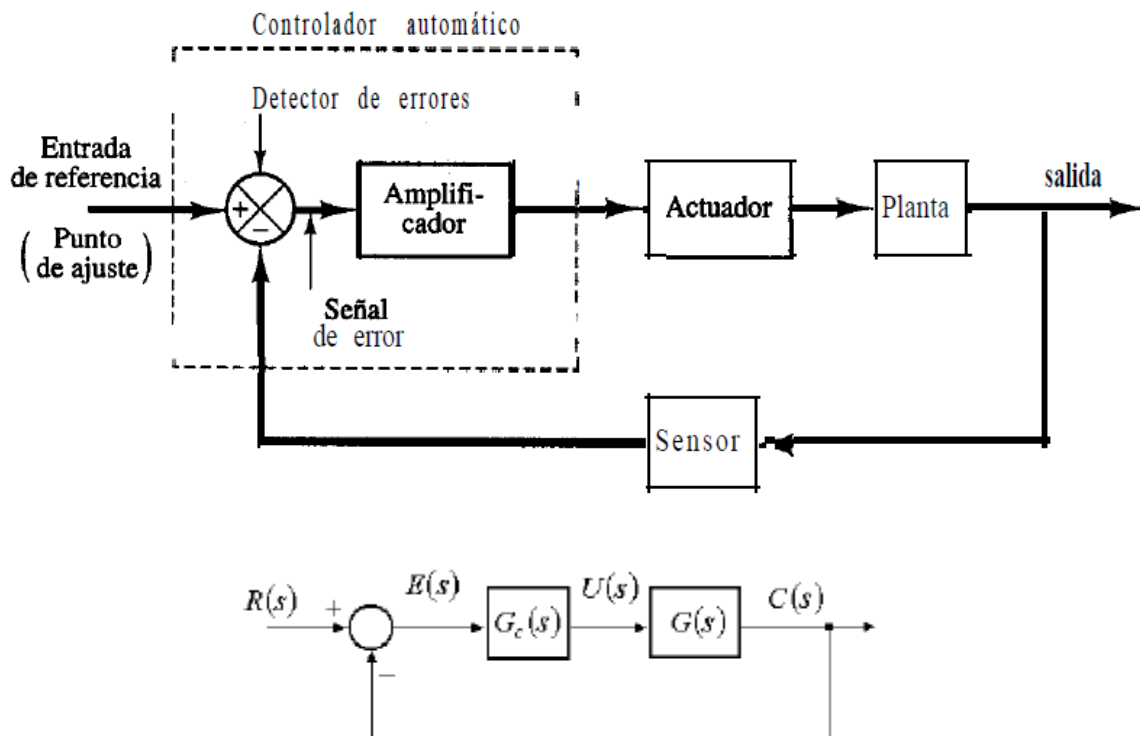 Controlador automático
Detector de errores
Entrada
de referencia
(Punto
de ajuste)
+
−
Amplifi-
cador
Señal
de error
Actuador
Planta
salida
Sensor
R(s)
+
−
E(s)
G_c(s)
U(s)
G(s)
C(s)